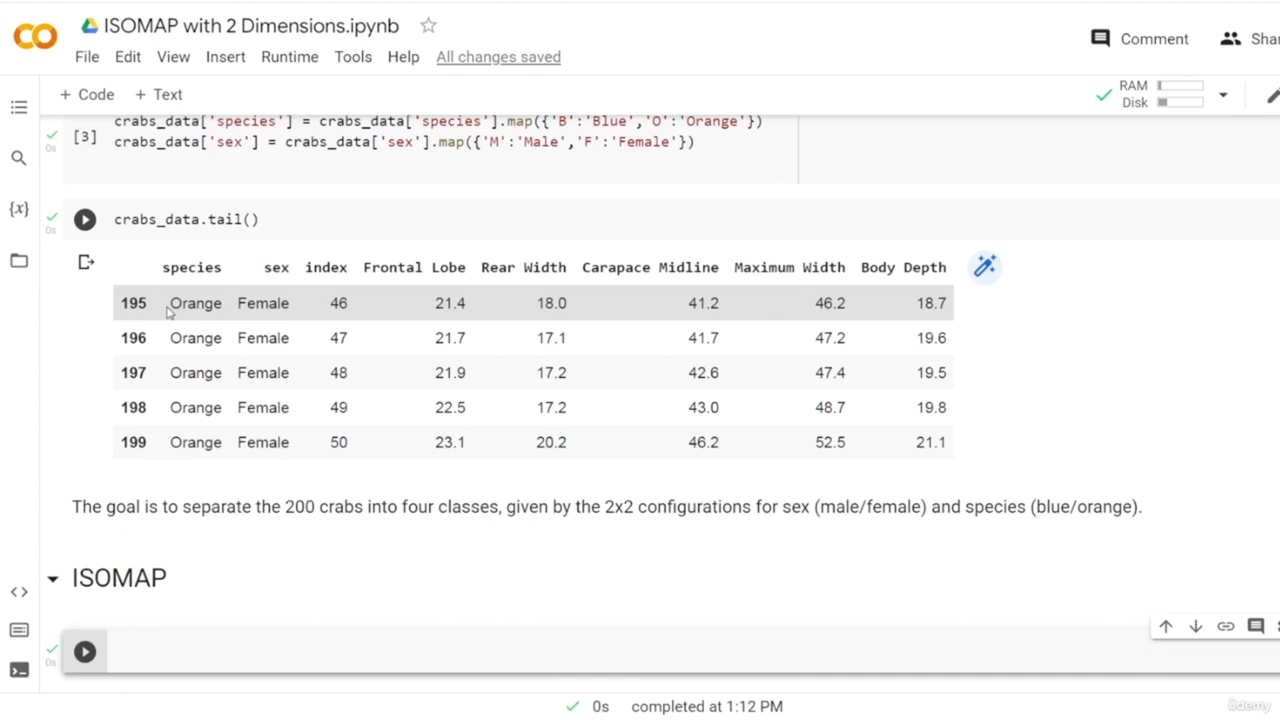 ISOMAP with 2 Dimensions.ipynb
File Edit View Insert Runtime Tools Help All changes saved
Comment
+ Code + Text
RAM
Disk
[3]
0s
crabs_data['species'] = crabs_data['species'].map({'B':'Blue','O':'Orange'})
crabs_data['sex'] = crabs_data['sex'].map({'M':'Male','F':'Female'})
{x}
0s
crabs_data.tail()
species sex index Frontal Lobe Rear Width Carapace Midline Maximum Width Body Depth
195 Orange Female 46 21.4 18.0 41.2 46.2 18.7
196 Orange Female 47 21.7 17.1 41.7 47.2 19.6
197 Orange Female 48 21.9 17.2 42.6 47.4 19.5
198 Orange Female 49 22.5 17.2 43.0 48.7 19.8
199 Orange Female 50 23.1 20.2 46.2 52.5 21.1
The goal is to separate the 200 crabs into four classes, given by the 2x2 configurations for sex (male/female) and species (blue/orange).
ISOMAP
0s
0s completed at 1:12 PM
ûdemy